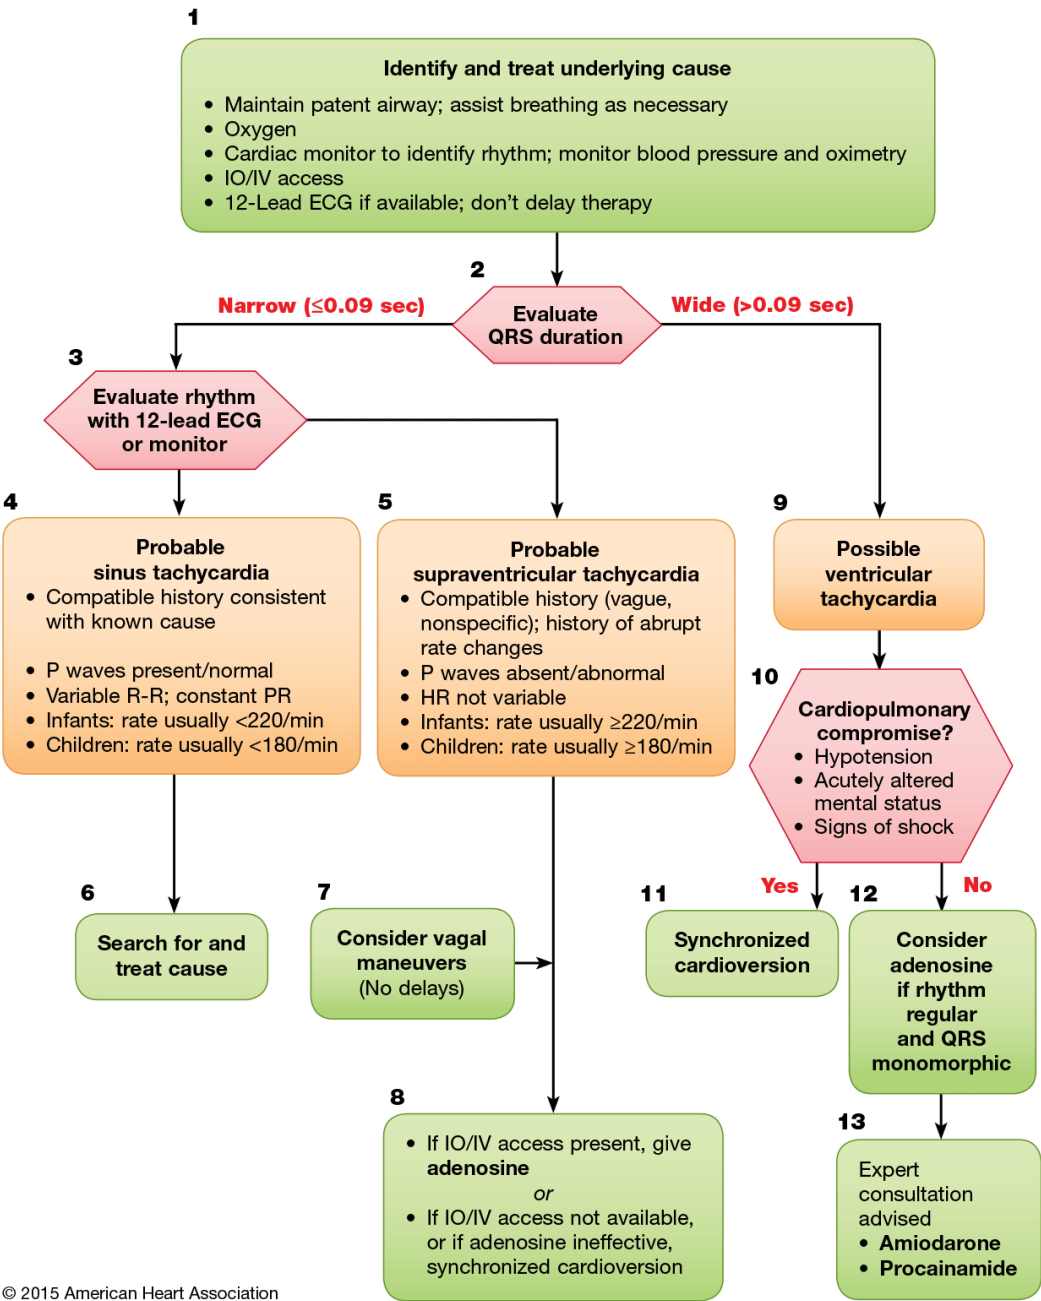 1
Identify and treat underlying cause
• Maintain patent airway; assist breathing as necessary
• Oxygen
• Cardiac monitor to identify rhythm; monitor blood pressure and oximetry
• IO/IV access
• 12-Lead ECG if available; don’t delay therapy
2
Evaluate
QRS duration
Narrow (≤0.09 sec)
Wide (>0.09 sec)
3
Evaluate rhythm
with 12-lead ECG
or monitor
4
Probable
sinus tachycardia
• Compatible history consistent
with known cause
• P waves present/normal
• Variable R-R; constant PR
• Infants: rate usually <220/min
• Children: rate usually <180/min
5
Probable
supraventricular tachycardia
• Compatible history (vague,
nonspecific); history of abrupt
rate changes
• P waves absent/abnormal
• HR not variable
• Infants: rate usually ≥220/min
• Children: rate usually ≥180/min
9
Possible
ventricular
tachycardia
10
Cardiopulmonary
compromise?
• Hypotension
• Acutely altered
mental status
• Signs of shock
Yes
No
6
Search for and
treat cause
7
Consider vagal
maneuvers
(No delays)
11
Synchronized
cardioversion
12
Consider
adenosine
if rhythm
regular
and QRS
monomorphic
8
• If IO/IV access present, give
adenosine
or
• If IO/IV access not available,
or if adenosine ineffective,
synchronized cardioversion
13
Expert
consultation
advised
• Amiodarone
• Procainamide
© 2015 American Heart Association